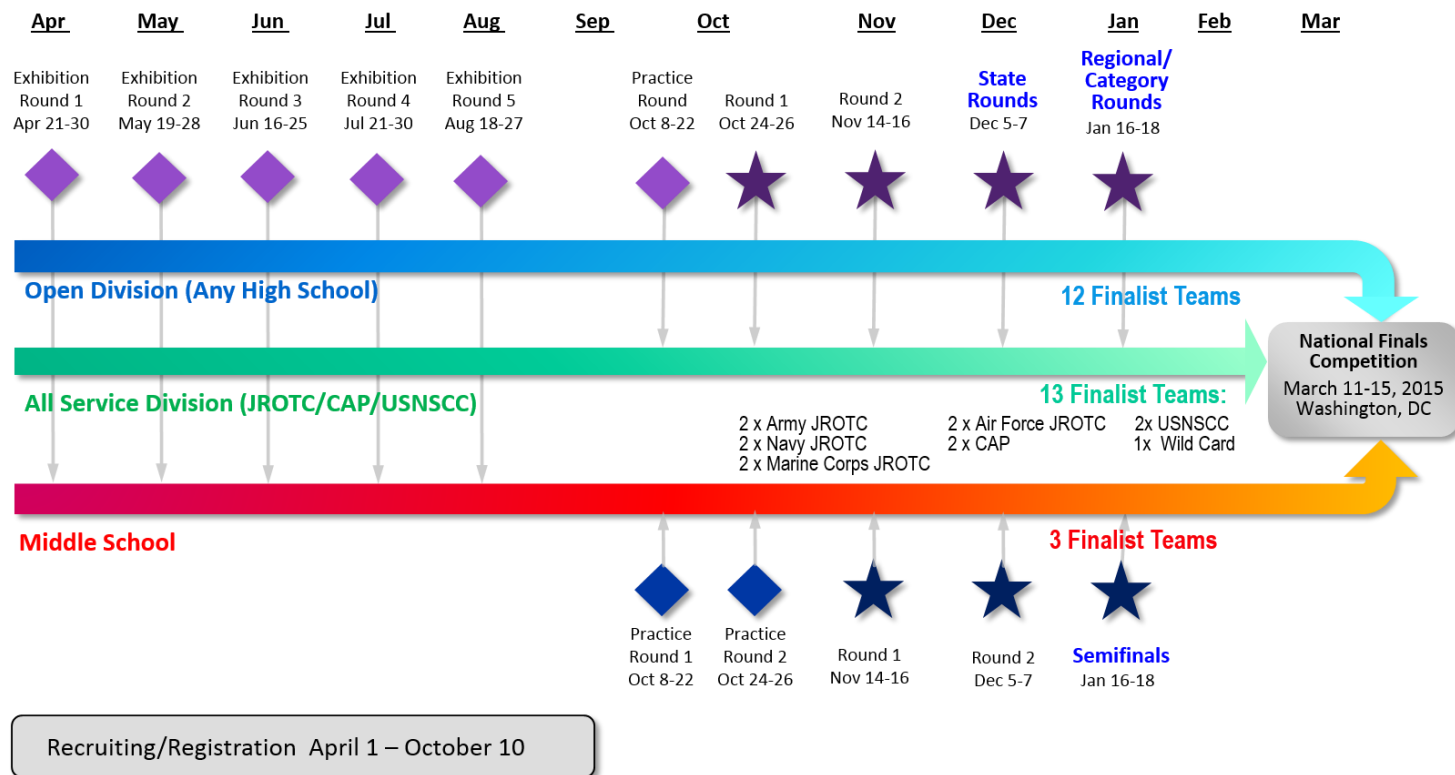 Apr May Jun Jul Aug Sep Oct Nov Dec Jan Feb Mar
Exhibition
Round 1
Apr 21-30
Exhibition
Round 2
May 19-28
Exhibition
Round 3
Jun 16-25
Exhibition
Round 4
Jul 21-30
Exhibition
Round 5
Aug 18-27
Practice
Round
Oct 8-22
Round 1
Oct 24-26
Round 2
Nov 14-16
State
Rounds
Dec 5-7
Regional/
Category
Rounds
Jan 16-18
Open Division (Any High School)
12 Finalist Teams
National Finals
Competition
March 11-15, 2015
Washington, DC
All Service Division (JROTC/CAP/USNSCC)
13 Finalist Teams:
2 x Army JROTC
2 x Navy JROTC
2 x Marine Corps JROTC
2 x Air Force JROTC
2 x CAP
2x USNSCC
1x Wild Card
Middle School
3 Finalist Teams
Practice
Round 1
Oct 8-22
Practice
Round 2
Oct 24-26
Round 1
Nov 14-16
Round 2
Dec 5-7
Semifinals
Jan 16-18
Recruiting/Registration April 1 – October 10